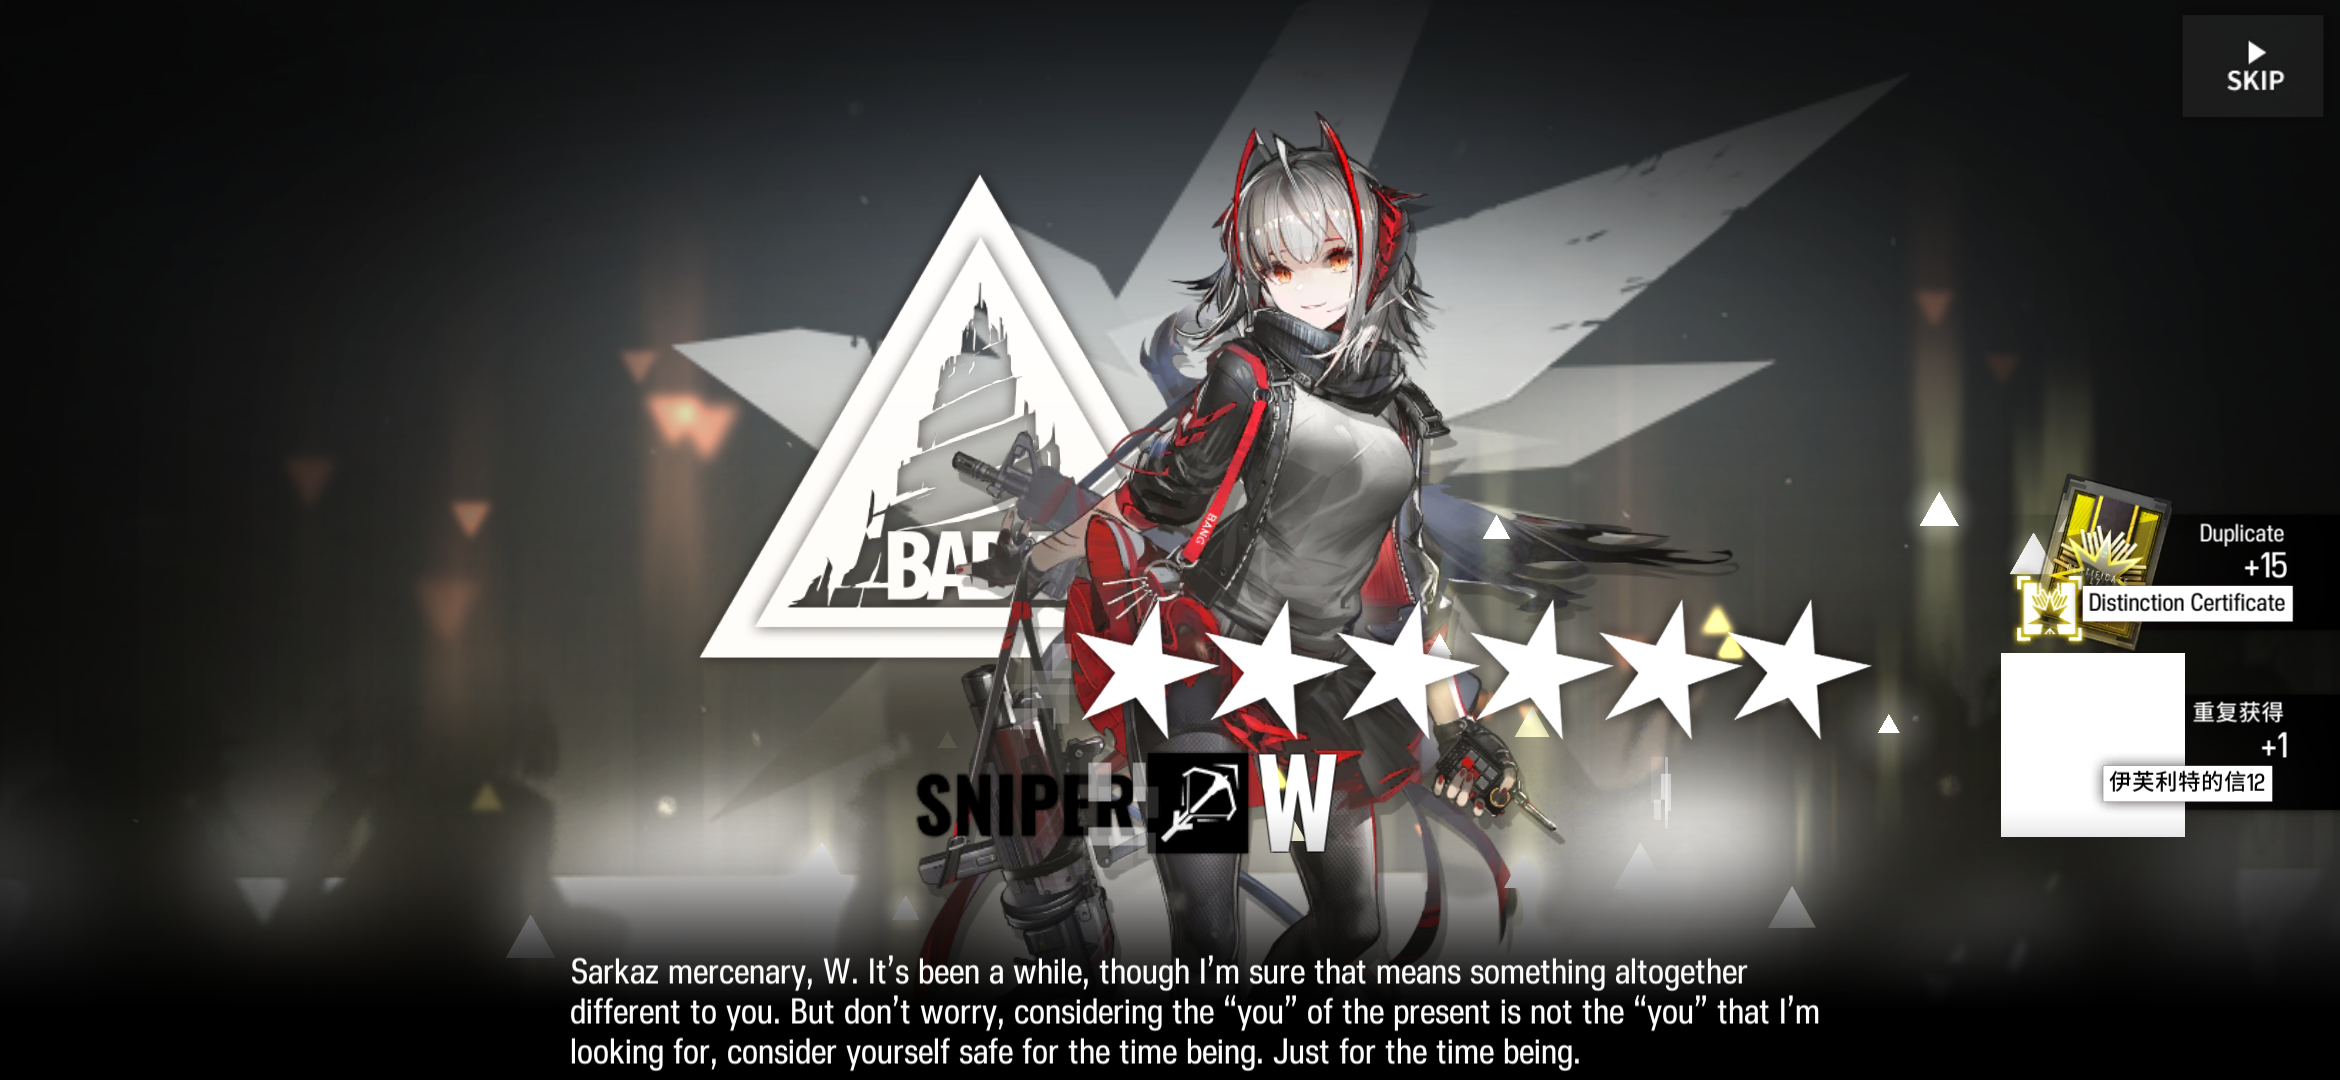 SKIP
BAB
BANG
Duplicate
+15
Distinction Certificate
重复获得
+1
伊芙利特的信12
SNIPER W
Sarkaz mercenary, W. It's been a while, though I'm sure that means something altogether
different to you. But don't worry, considering the “you” of the present is not the “you” that I'm
looking for, consider yourself safe for the time being. Just for the time being.